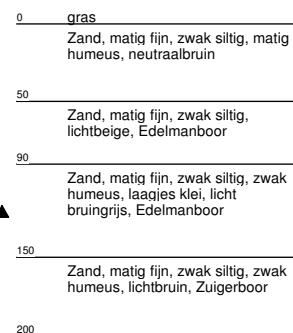 0 gras
Zand, matig fijn, zwak siltig, matig
humeus, neutraalbruin
50
Zand, matig fijn, zwak siltig,
lichtbeige, Edelmanboor
90
Zand, matig fijn, zwak siltig, zwak
humeus, laagjes klei, licht
bruingrijs, Edelmanboor
150
Zand, matig fijn, zwak siltig, zwak
humeus, lichtbruin, Zuigerboor
200